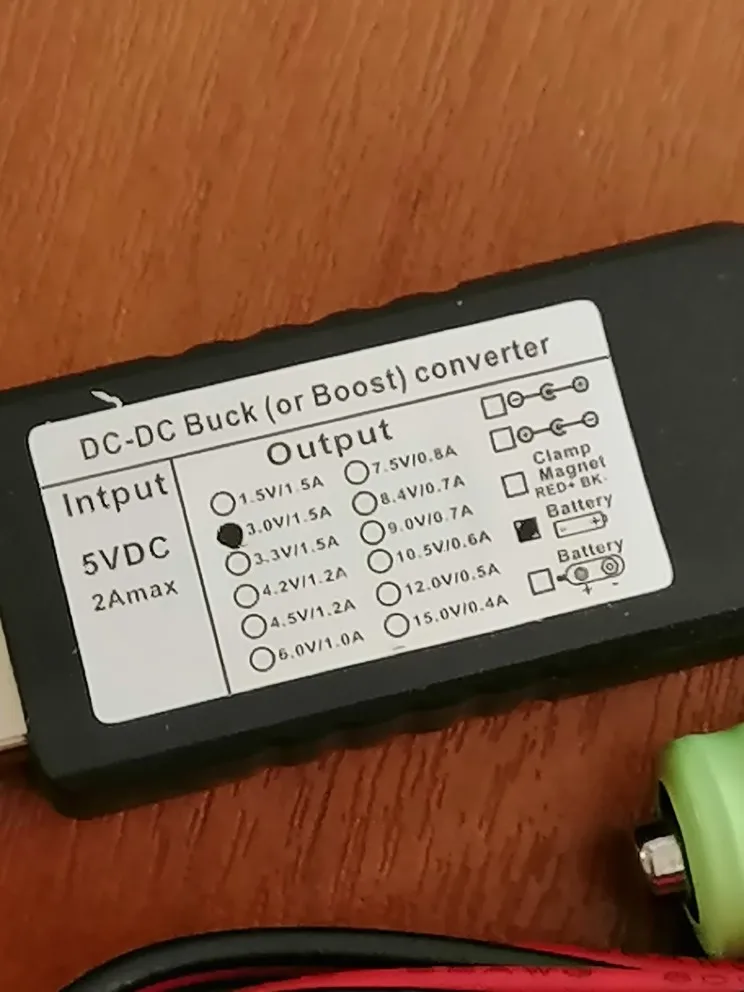 DC-DC Buck (or Boost) converter
Intput
5VDC
2Amax
Output
1.5V/1.5A
3.0V/1.5A
3.3V/1.5A
4.2V/1.2A
4.5V/1.2A
6.0V/1.0A
7.5V/0.8A
8.4V/0.7A
9.0V/0.7A
10.5V/0.6A
12.0V/0.5A
15.0V/0.4A
Clamp
Magnet
RED+ BK-
Battery
- +
Battery
+ -